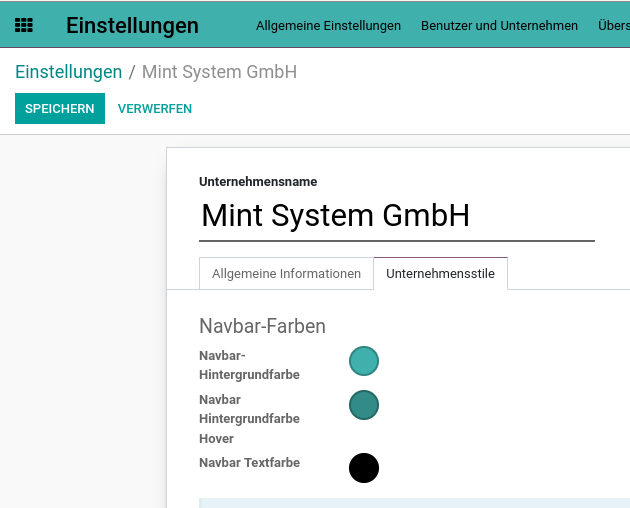 Einstellungen Allgemeine Einstellungen Benutzer und Unternehmen Übers
Einstellungen / Mint System GmbH
SPEICHERN VERWERFEN
Unternehmensname
Mint System GmbH
Allgemeine Informationen Unternehmensstile
Navbar-Farben
Navbar-
Hintergrundfarbe
Navbar
Hintergrundfarbe
Hover
Navbar Textfarbe